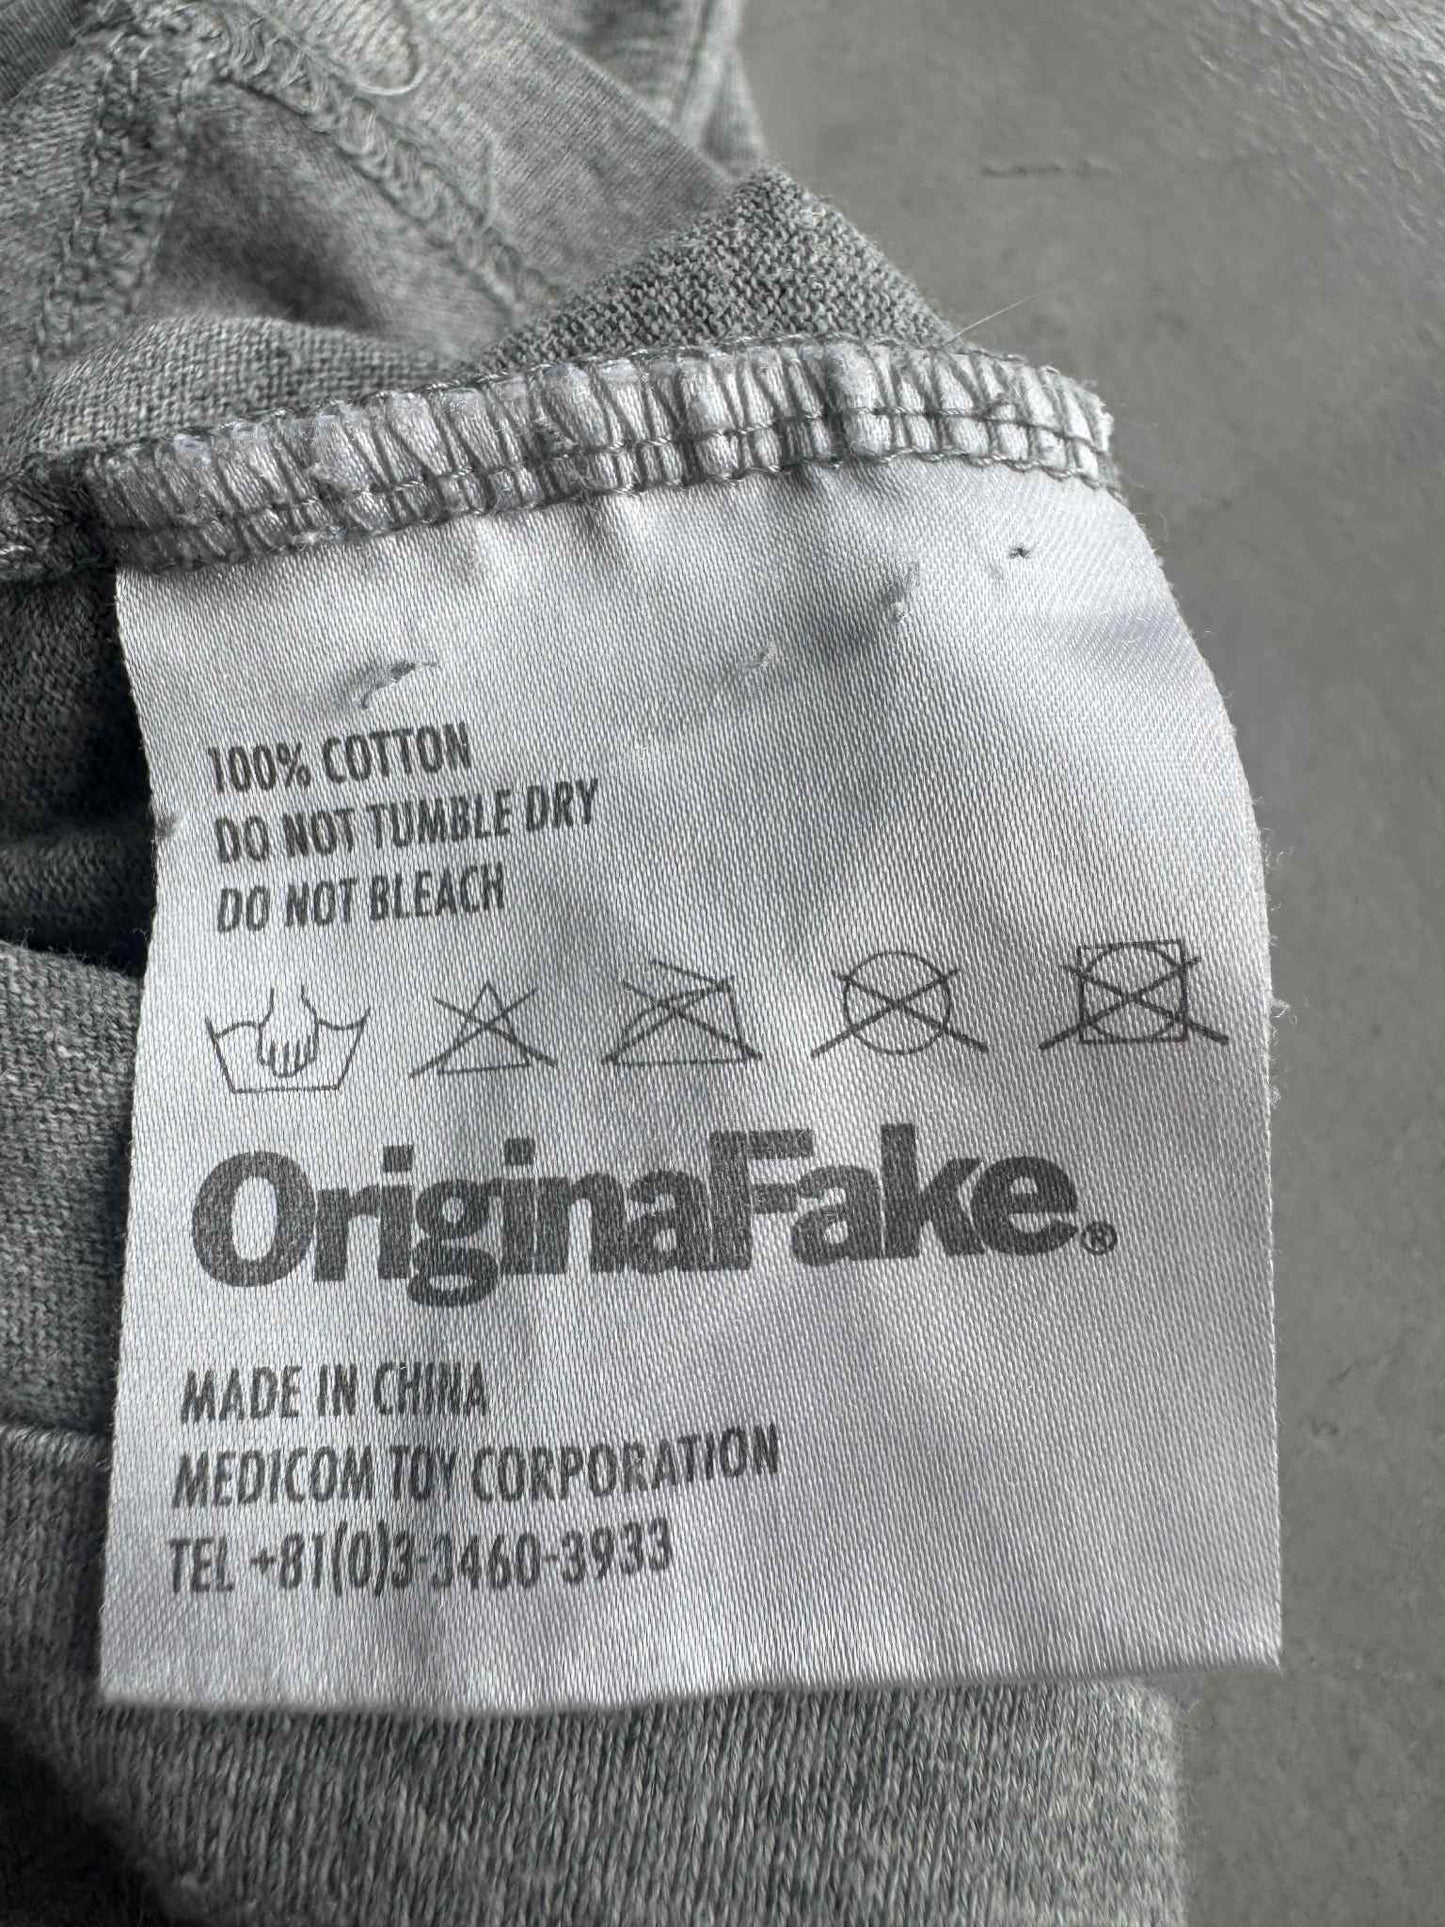 100% COTTON
DO NOT TUMBLE DRY
DO NOT BLEACH
OriginalFake®
MADE IN CHINA
MEDICOM TOY CORPORATION
TEL +81(0)3-3460-3933